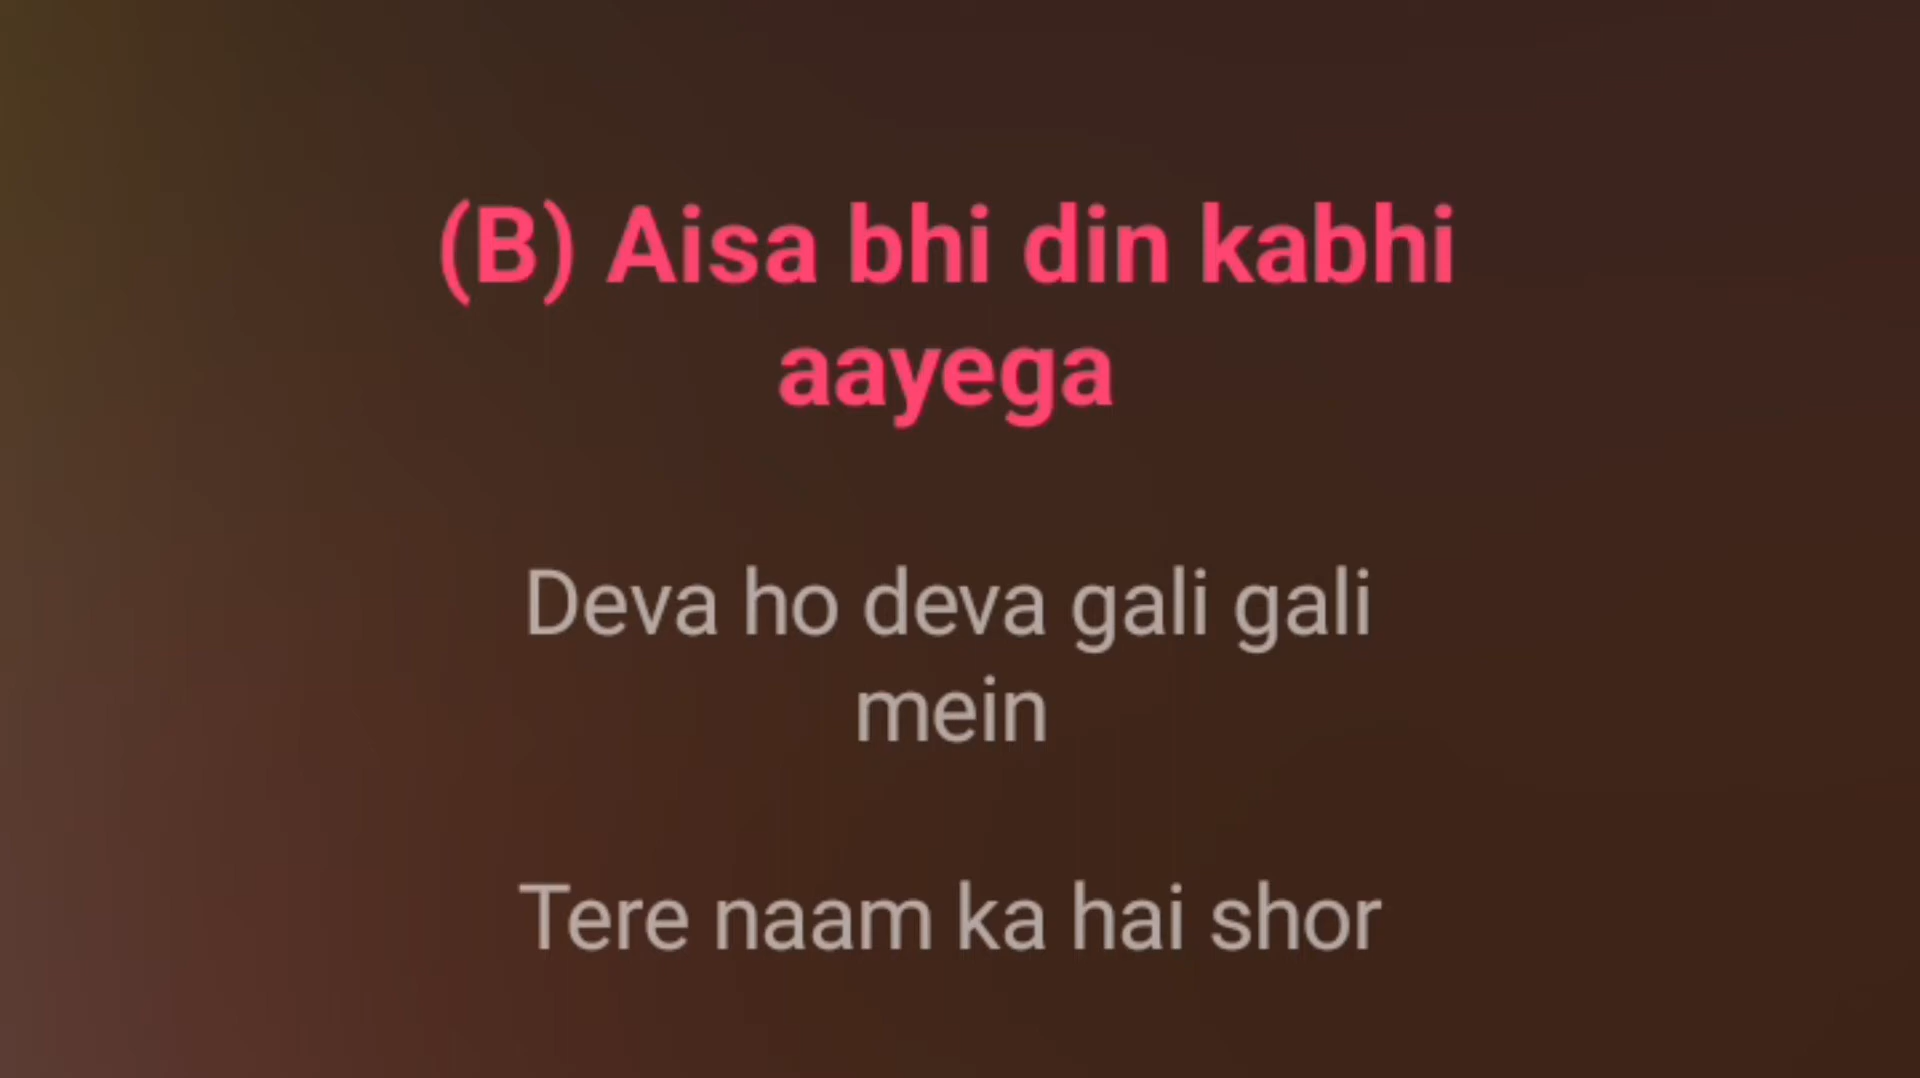 (B) Aisa bhi din kabhi
aayega
Deva ho deva gali gali
mein
Tere naam ka hai shor